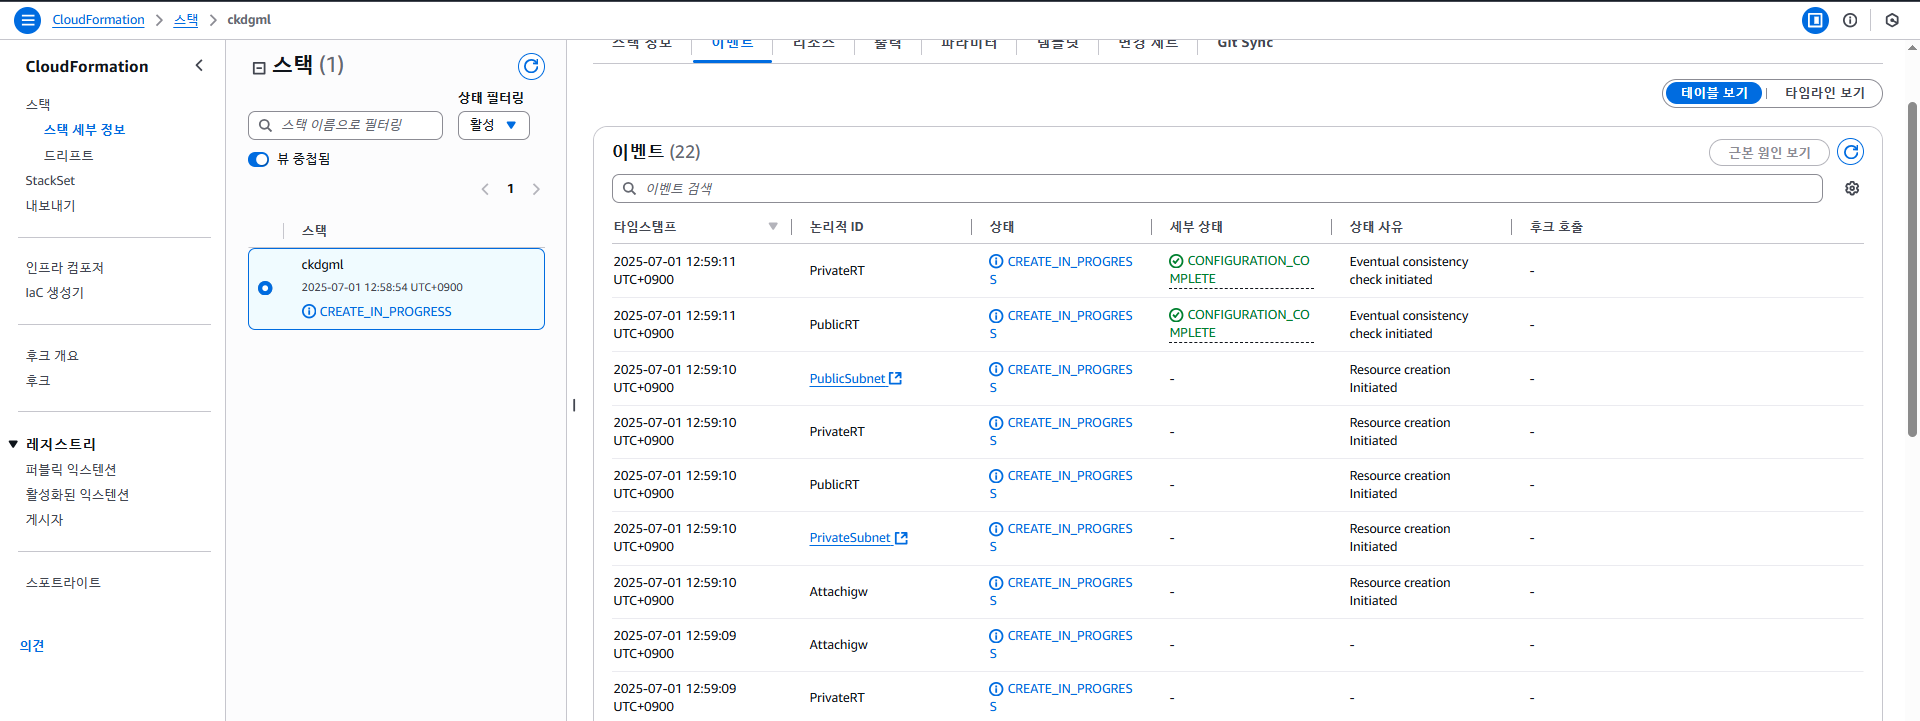 CloudFormation > 스택 > ckdgml
CloudFormation
스택
스택 세부 정보
드리프트
StackSet
내보내기
인프라 컴포저
IaC 생성기
후크 개요
후크
레지스트리
퍼블릭 익스텐션
활성화된 익스텐션
게시자
스포트라이트
의견
스택 (1)
상태 필터링
스택 이름으로 필터링
활성
뷰 중첩됨
1
스택
ckdgml
2025-07-01 12:58:54 UTC+0900
CREATE_IN_PROGRESS
스택 정보 이벤트 리소스 출력 파라미터 템플릿 변경 세트 Git Sync
테이블 보기 | 타임라인 보기
이벤트 (22)
근본 원인 보기
이벤트 검색
타임스탬프 논리적 ID 상태 세부 상태 상태 사유 후크 호출
2025-07-01 12:59:11 CREATE_IN_PROGRES CONFIGURATION_CO Eventual consistency
PrivateRT -
UTC+0900 S MPLETE check initiated
2025-07-01 12:59:11 CREATE_IN_PROGRES CONFIGURATION_CO Eventual consistency
PublicRT -
UTC+0900 S MPLETE check initiated
2025-07-01 12:59:10 CREATE_IN_PROGRES Resource creation
PublicSubnet - -
UTC+0900 S Initiated
2025-07-01 12:59:10 CREATE_IN_PROGRES Resource creation
PrivateRT - -
UTC+0900 S Initiated
2025-07-01 12:59:10 CREATE_IN_PROGRES Resource creation
PublicRT - -
UTC+0900 S Initiated
2025-07-01 12:59:10 CREATE_IN_PROGRES Resource creation
PrivateSubnet - -
UTC+0900 S Initiated
2025-07-01 12:59:10 CREATE_IN_PROGRES Resource creation
Attachigw - -
UTC+0900 S Initiated
2025-07-01 12:59:09 CREATE_IN_PROGRES
Attachigw - - -
UTC+0900 S
2025-07-01 12:59:09 CREATE_IN_PROGRES
PrivateRT - - -
UTC+0900 S